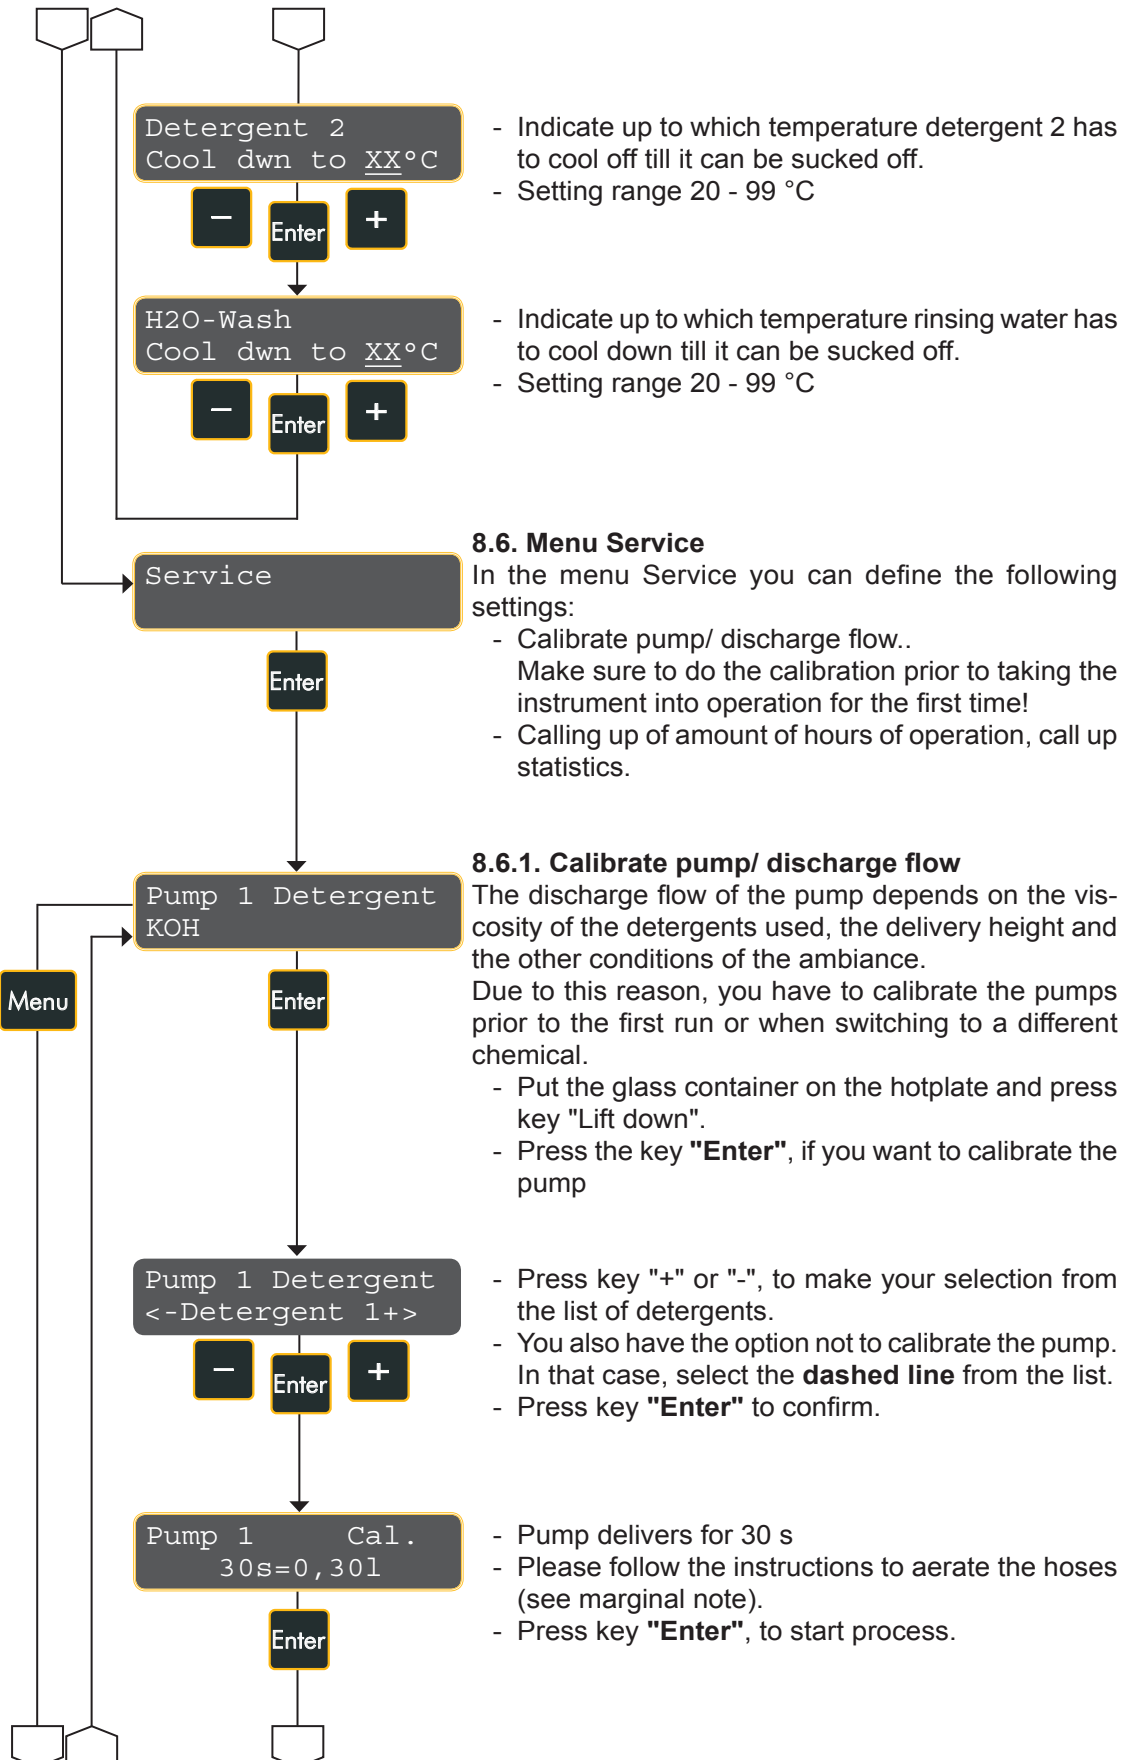 Detergent 2
Cool dwn to XX°C
- Indicate up to which temperature detergent 2 has
to cool off till it can be sucked off.
- Setting range 20 - 99 °C
–
Enter
+
H2O-Wash
Cool dwn to XX°C
- Indicate up to which temperature rinsing water has
to cool down till it can be sucked off.
- Setting range 20 - 99 °C
–
Enter
+
8.6. Menu Service
Service
In the menu Service you can define the following
settings:
- Calibrate pump/ discharge flow..
Make sure to do the calibration prior to taking the
instrument into operation for the first time!
- Calling up of amount of hours of operation, call up
statistics.
Enter
8.6.1. Calibrate pump/ discharge flow
Pump 1 Detergent
KOH
The discharge flow of the pump depends on the vis-
cosity of the detergents used, the delivery height and
the other conditions of the ambiance.
Due to this reason, you have to calibrate the pumps
prior to the first run or when switching to a different
chemical.
- Put the glass container on the hotplate and press
key "Lift down".
- Press the key "Enter", if you want to calibrate the
pump
Menu
Enter
Pump 1 Detergent
<-Detergent 1+>
- Press key "+" or "-", to make your selection from
the list of detergents.
- You also have the option not to calibrate the pump.
In that case, select the dashed line from the list.
- Press key "Enter" to confirm.
–
Enter
+
Pump 1 Cal.
30s=0,30l
- Pump delivers for 30 s
- Please follow the instructions to aerate the hoses
(see marginal note).
- Press key "Enter", to start process.
Enter